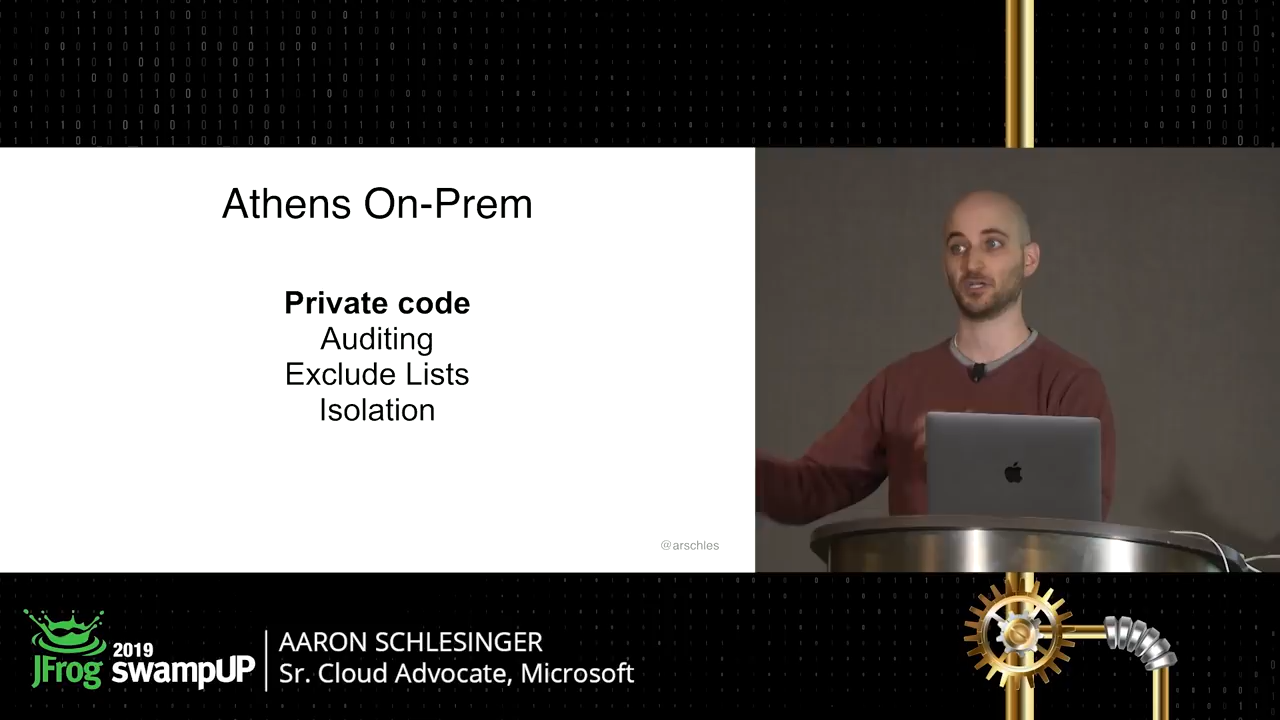 Athens On-Prem
Private code
Auditing
Exclude Lists
Isolation
@arschles
JFrog
2019
swampUP
AARON SCHLESINGER
Sr. Cloud Advocate, Microsoft